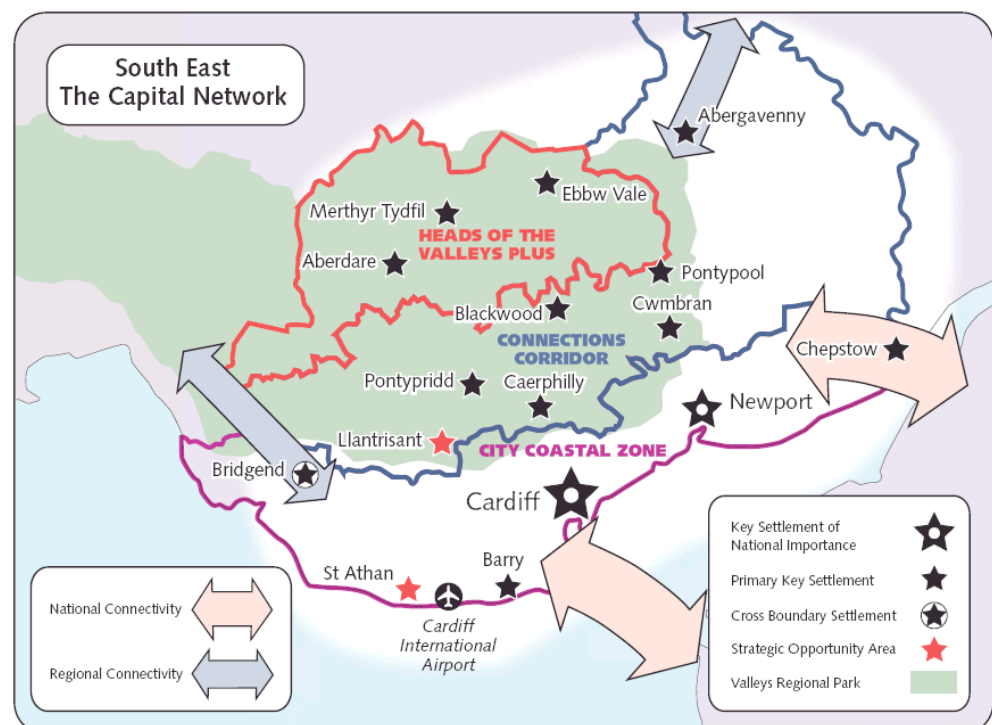 South East
The Capital Network
Abergavenny
Ebbw Vale
Merthyr Tydfil
HEADS OF THE
VALLEYS PLUS
Aberdare
Pontypool
Blackwood
Cwmbran
CONNECTIONS
CORRIDOR
Chepstow
Pontypridd
Caerphilly
Newport
Llantrisant
CITY COASTAL ZONE
Bridgend
Cardiff
St Athan
Barry
Cardiff
International
Airport
National Connectivity
Regional Connectivity
Key Settlement of
National Importance
Primary Key Settlement
Cross Boundary Settlement
Strategic Opportunity Area
Valleys Regional Park